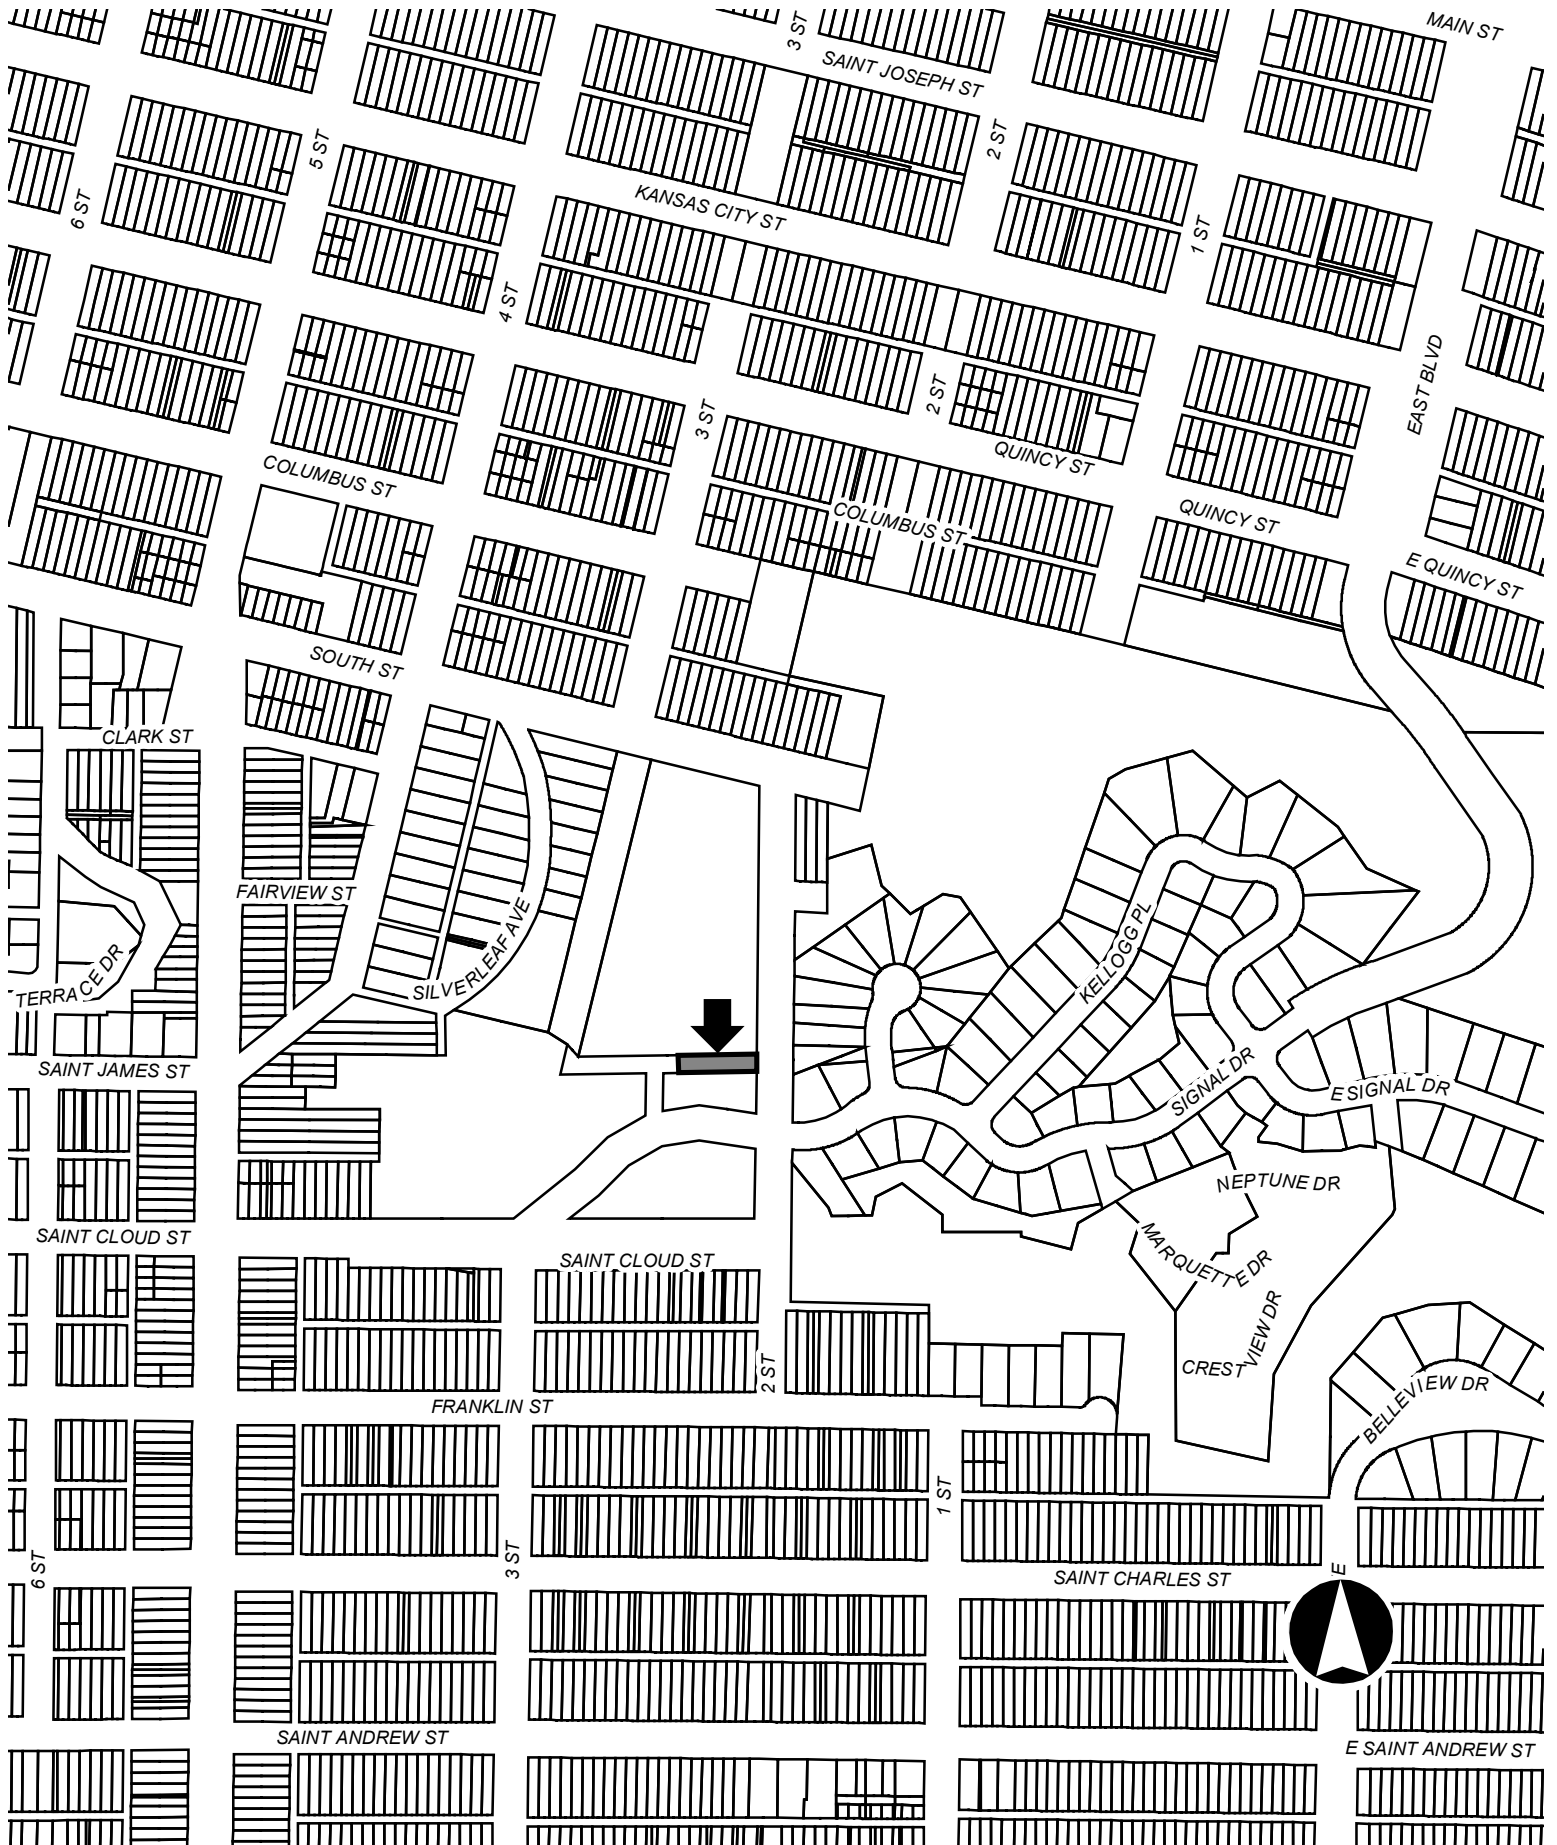 MAIN ST
3 ST
SAINT JOSEPH ST
5 ST
2 ST
6 ST
KANSAS CITY ST
1 ST
4 ST
EAST BLVD
2 ST
3 ST
QUINCY ST
COLUMBUS ST
COLUMBUS ST
QUINCY ST
E QUINCY ST
SOUTH ST
CLARK ST
FAIRVIEW ST
SILVERLEAF AVE
KELLOGG PL
TERRACE DR
SAINT JAMES ST
SIGNAL DR
E SIGNAL DR
NEPTUNE DR
SAINT CLOUD ST
SAINT CLOUD ST
MARQUETTE DR
CREST VIEW DR
2 ST
BELLEVIEW DR
FRANKLIN ST
1 ST
6 ST
3 ST
SAINT CHARLES ST
E
SAINT ANDREW ST
E SAINT ANDREW ST